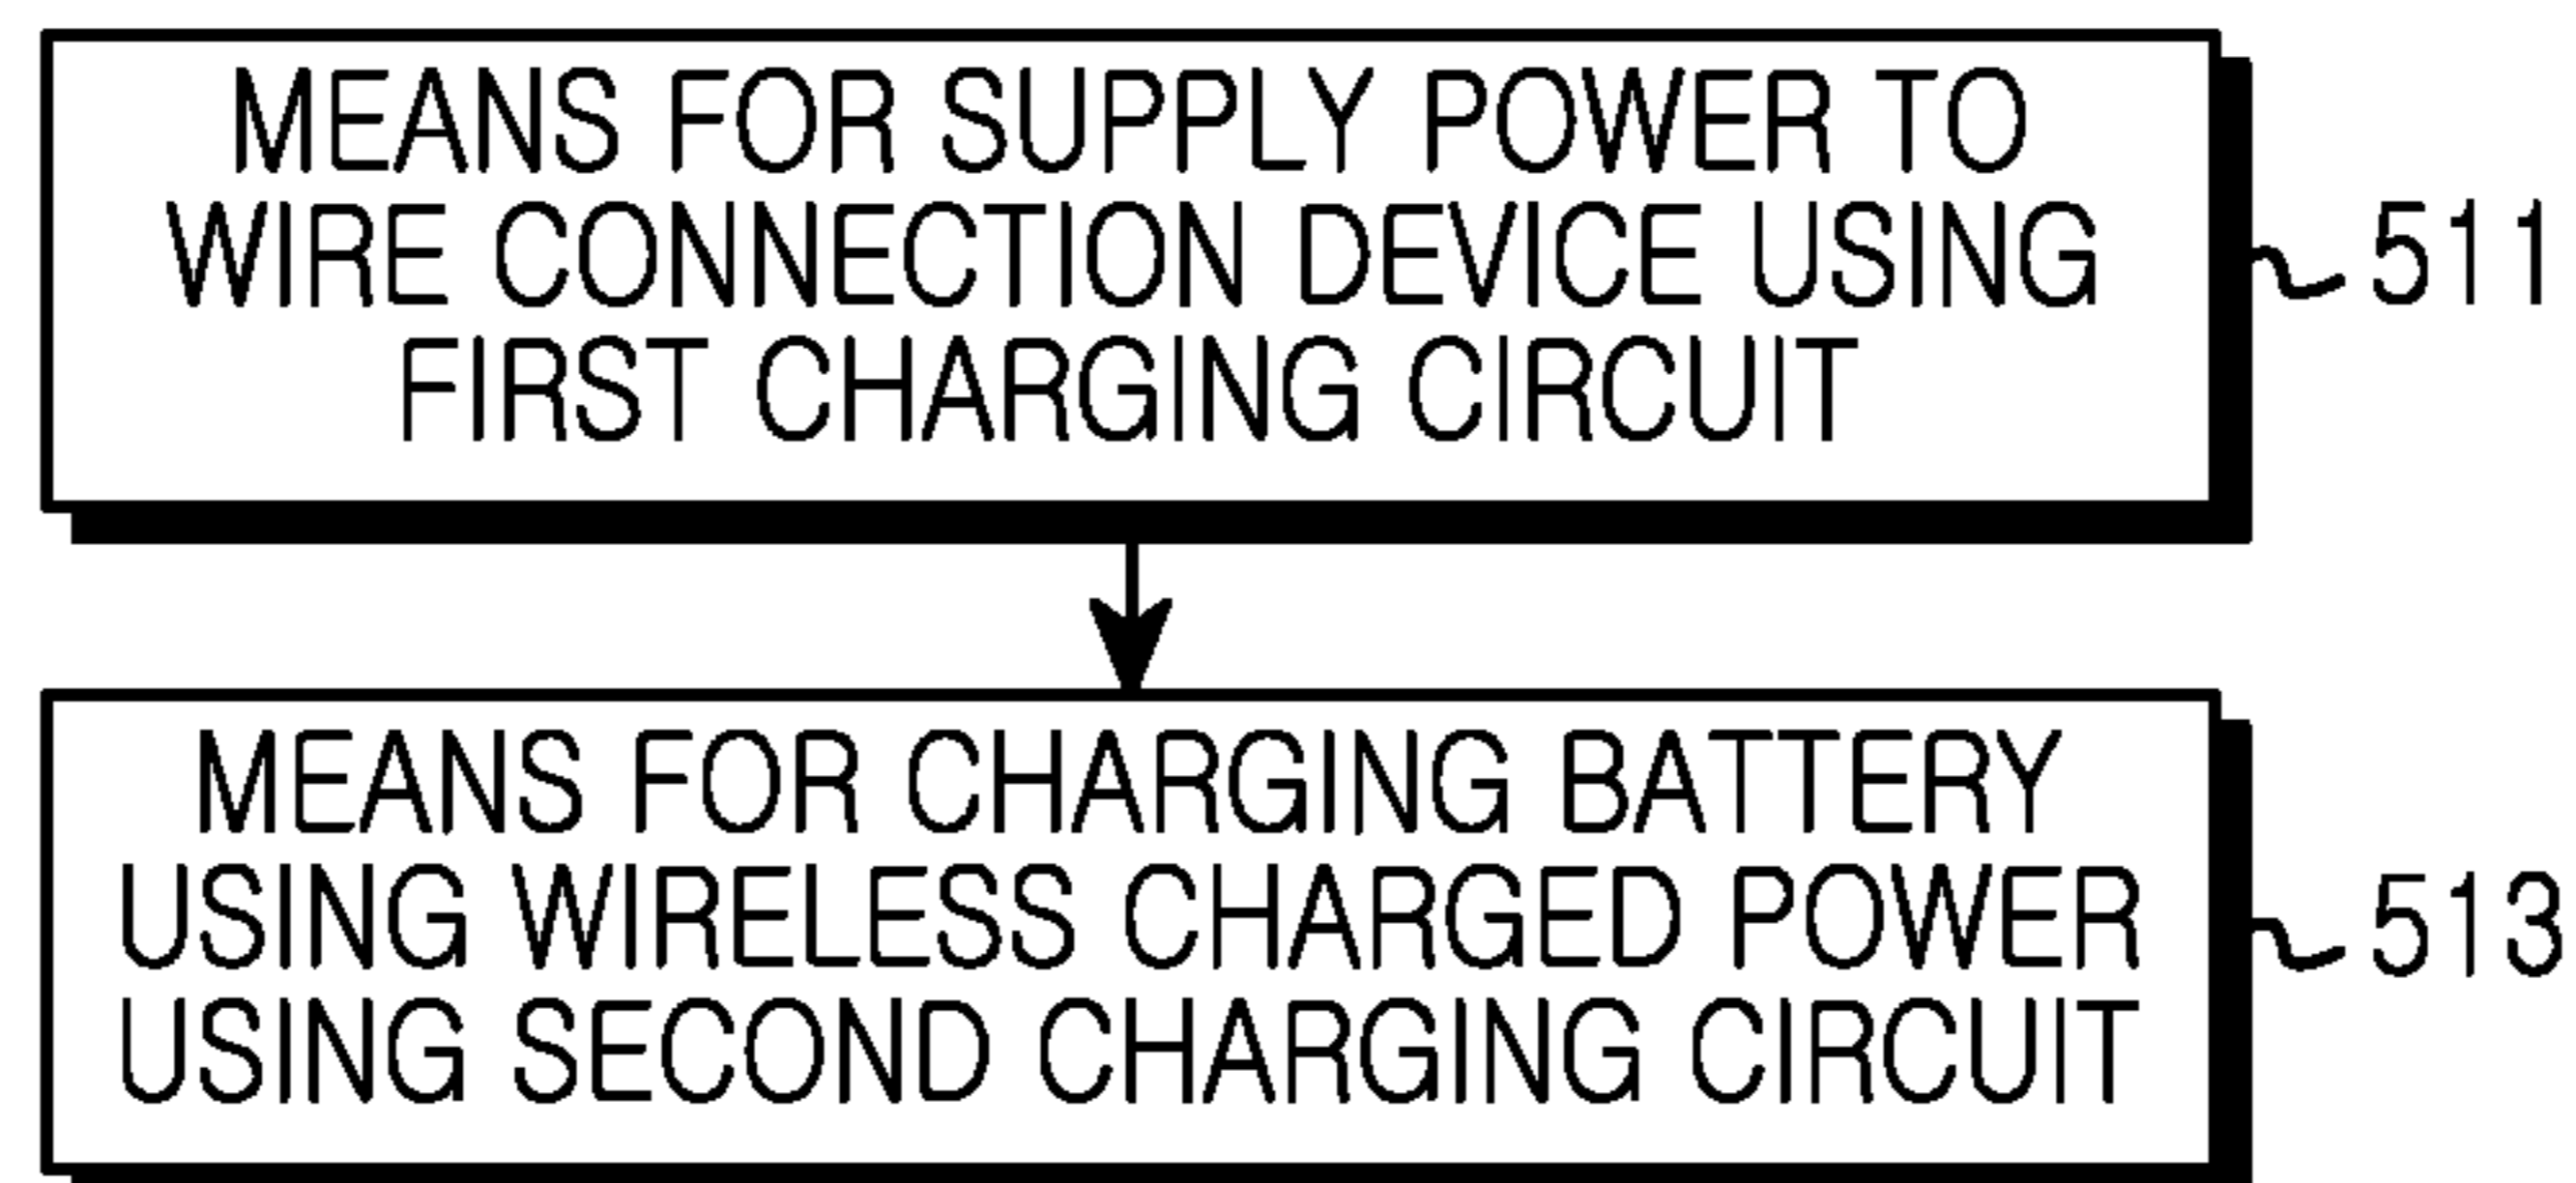 MEANS FOR SUPPLY POWER TO
WIRE CONNECTION DEVICE USING
FIRST CHARGING CIRCUIT
511
MEANS FOR CHARGING BATTERY
USING WIRELESS CHARGED POWER
USING SECOND CHARGING CIRCUIT
513